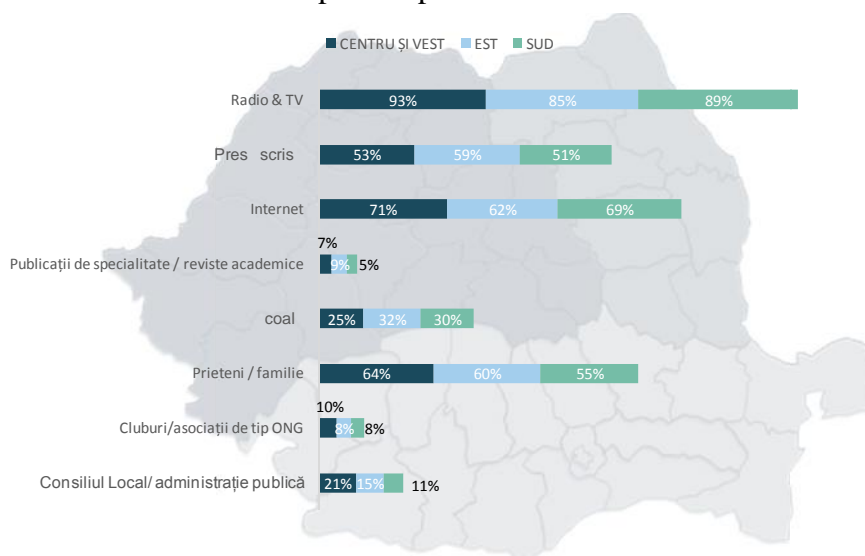 CENTRU ȘI VEST EST SUD
Radio & TV 93% 85% 89%
Pres scris 53% 59% 51%
Internet 71% 62% 69%
7%
Publicații de specialitate / reviste academice 9% 5%
coal 25% 32% 30%
Prieteni / familie 64% 60% 55%
10%
Cluburi/asociații de tip ONG 8% 8%
Consiliul Local/ administrație publică 21% 15% 11%